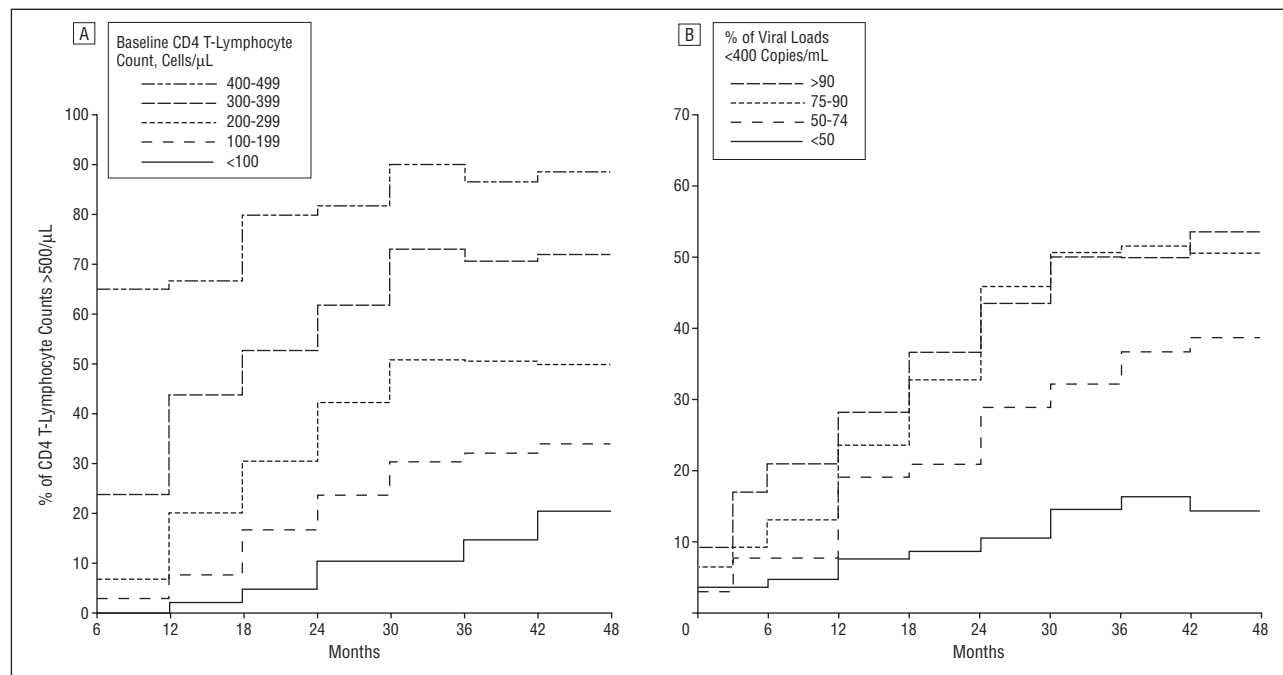 A
Baseline CD4 T-Lymphocyte
Count, Cells/μL
400-499
300-399
200-299
100-199
<100
% of CD4 T-Lymphocyte Counts >500/μL
100
90
80
70
60
50
40
30
20
10
0
6 12 18 24 30 36 42 48
Months
B
% of Viral Loads
<400 Copies/mL
>90
75-90
50-74
<50
70
60
50
40
30
20
10
0 6 12 18 24 30 36 42 48
Months